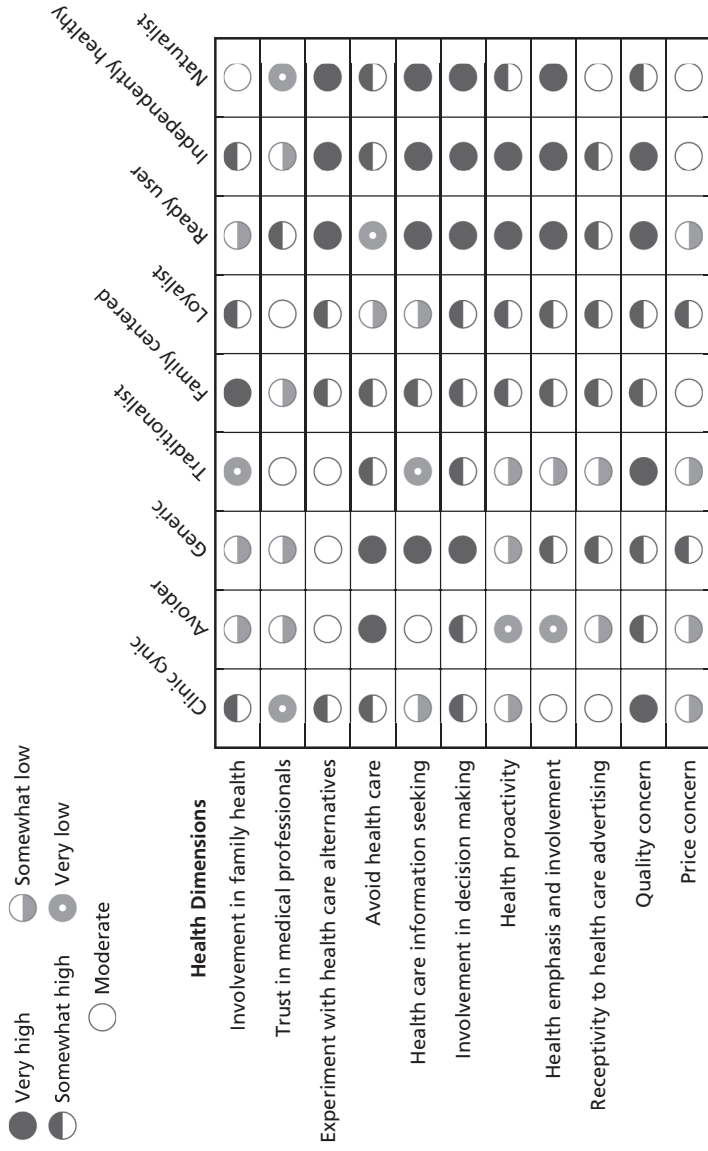 Very high
Somewhat low
Somewhat high
Very low
Moderate
Clinic cynic
Avoider
Generic
Traditionalist
Family centered
Loyalist
Ready user
Independently healthy
Naturalist
Health Dimensions
Involvement in family health
Trust in medical professionals
Experiment with health care alternatives
Avoid health care
Health care information seeking
Involvement in decision making
Health proactivity
Health emphasis and involvement
Receptivity to health care advertising
Quality concern
Price concern